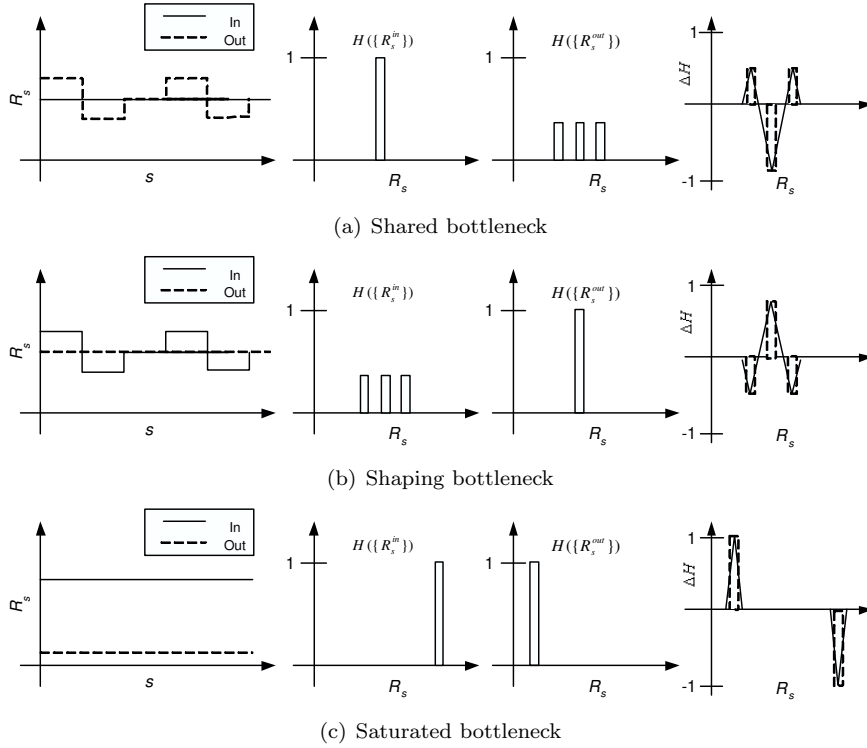 In
Out
R_s
s
1
H({R_s^{in}})
R_s
H({R_s^{out}})
R_s
1
ΔH
-1
R_s
(a) Shared bottleneck
In
Out
R_s
s
1
H({R_s^{in}})
R_s
1
H({R_s^{out}})
R_s
1
ΔH
-1
R_s
(b) Shaping bottleneck
In
Out
R_s
s
1
H({R_s^{in}})
R_s
1
H({R_s^{out}})
R_s
1
ΔH
-1
R_s
(c) Saturated bottleneck